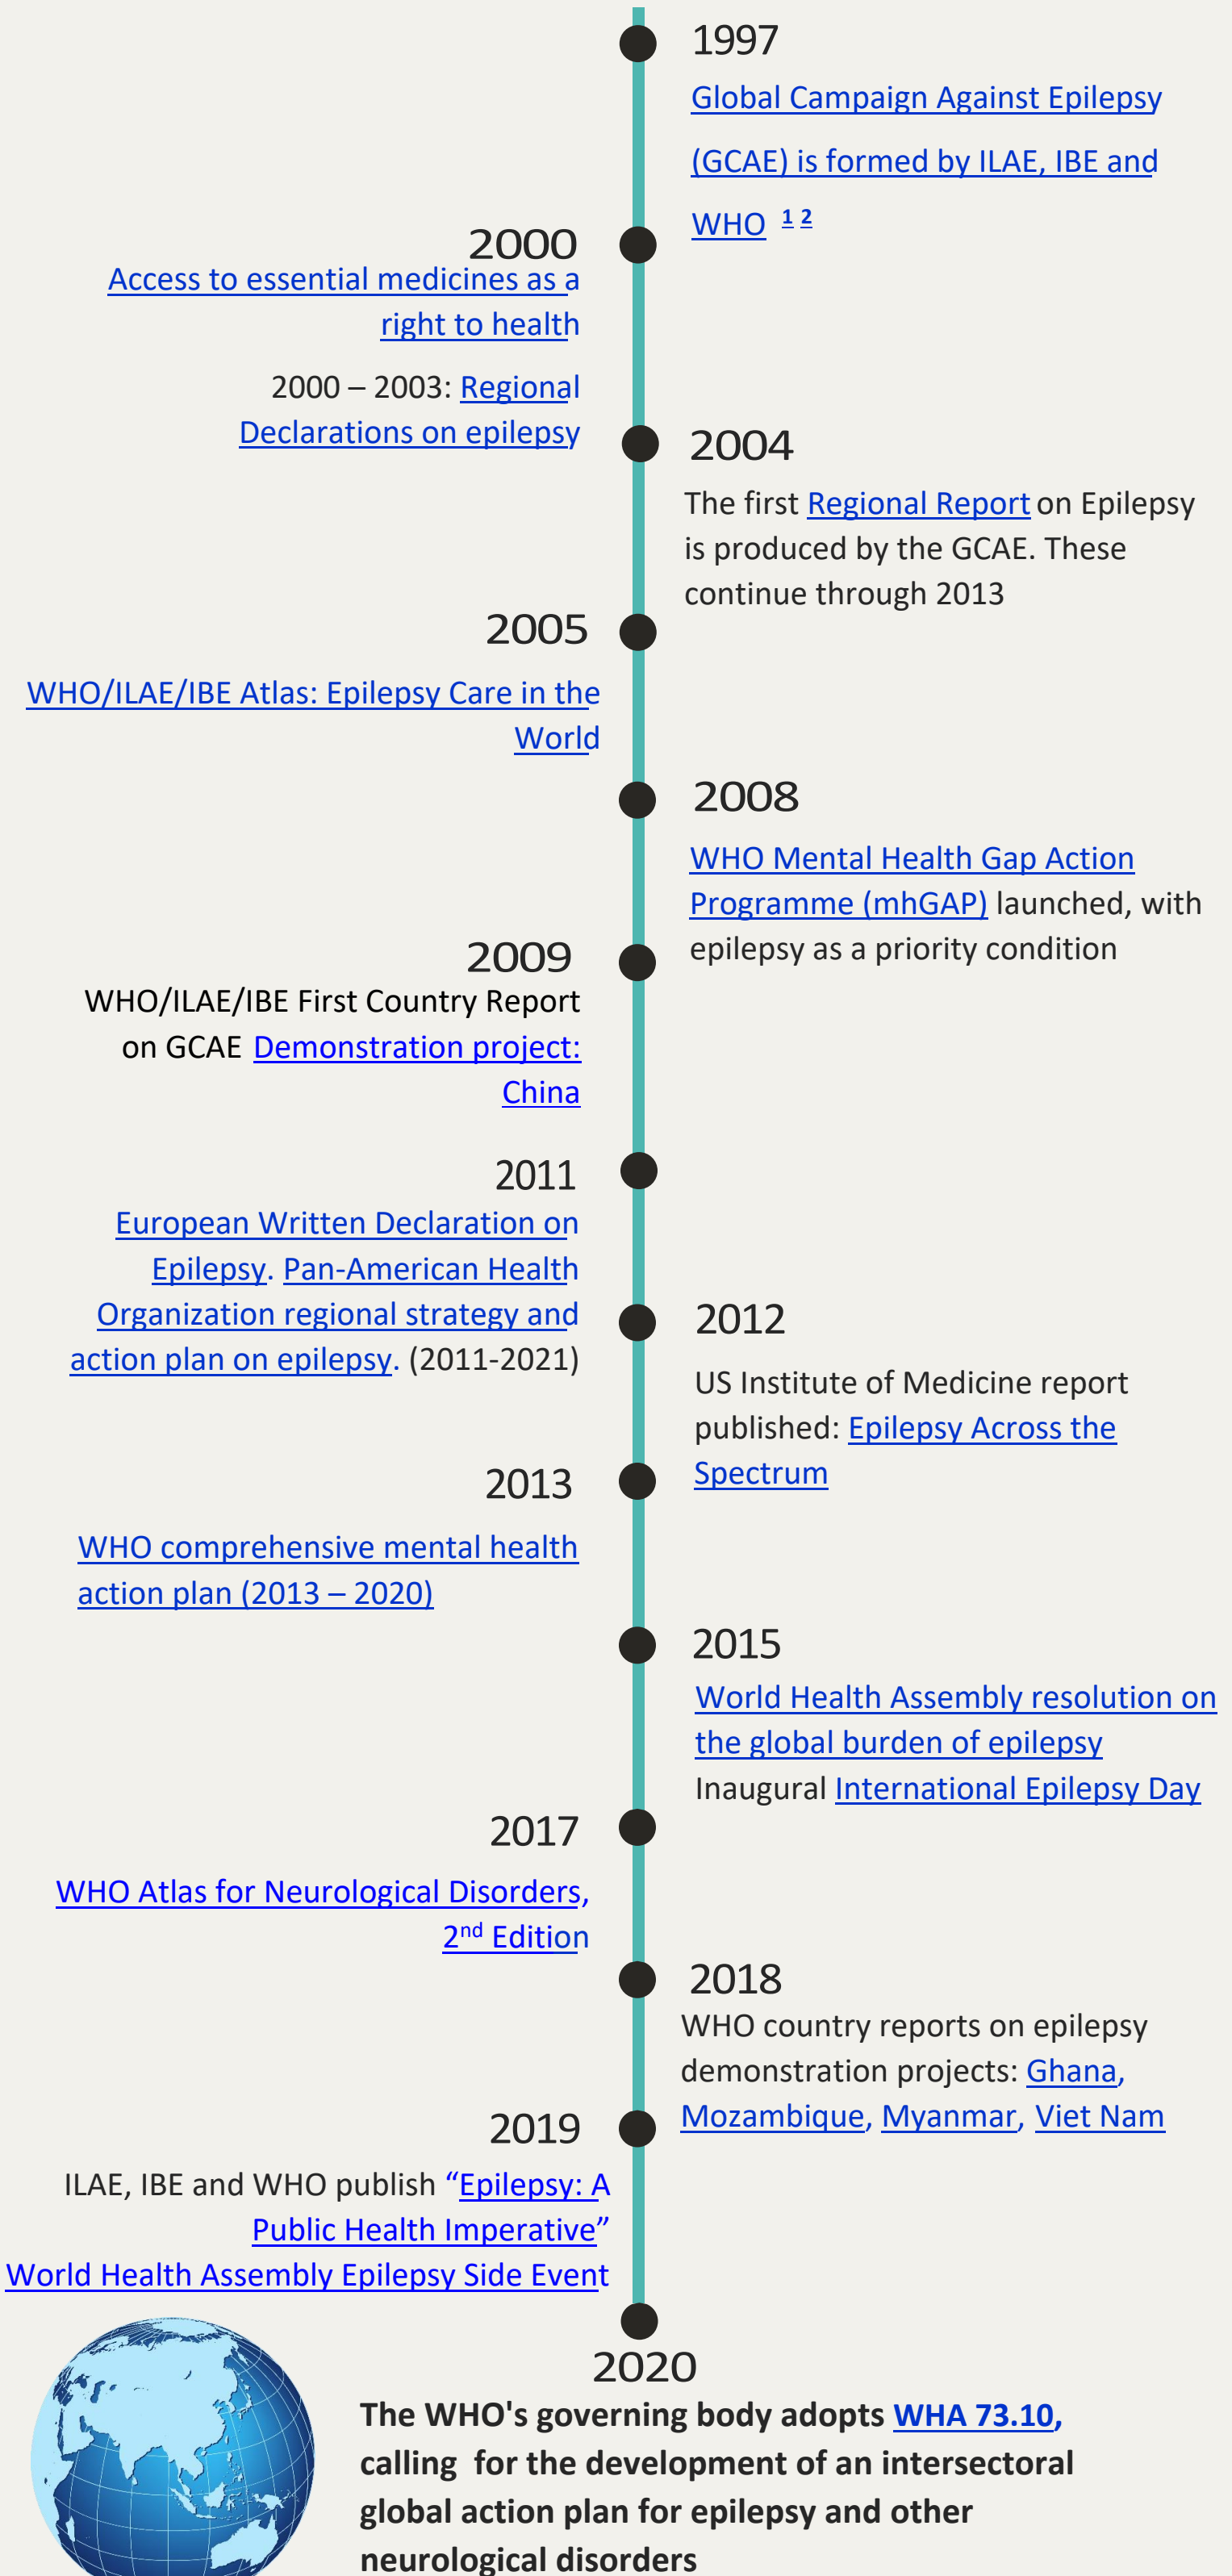 1997
Global Campaign Against Epilepsy
(GCAE) is formed by ILAE, IBE and
WHO 1 2
2000
Access to essential medicines as a
right to health
2000 – 2003: Regional
Declarations on epilepsy
2004
The first Regional Report on Epilepsy
is produced by the GCAE. These
continue through 2013
2005
WHO/ILAE/IBE Atlas: Epilepsy Care in the
World
2008
WHO Mental Health Gap Action
Programme (mhGAP) launched, with
epilepsy as a priority condition
2009
WHO/ILAE/IBE First Country Report
on GCAE Demonstration project:
China
2011
European Written Declaration on
Epilepsy. Pan-American Health
Organization regional strategy and
action plan on epilepsy. (2011-2021)
2012
US Institute of Medicine report
published: Epilepsy Across the
Spectrum
2013
WHO comprehensive mental health
action plan (2013 – 2020)
2015
World Health Assembly resolution on
the global burden of epilepsy
Inaugural International Epilepsy Day
2017
WHO Atlas for Neurological Disorders,
2nd Edition
2018
WHO country reports on epilepsy
demonstration projects: Ghana,
Mozambique, Myanmar, Viet Nam
2019
ILAE, IBE and WHO publish “Epilepsy: A
Public Health Imperative”
World Health Assembly Epilepsy Side Event
2020
The WHO's governing body adopts WHA 73.10,
calling for the development of an intersectoral
global action plan for epilepsy and other
neurological disorders